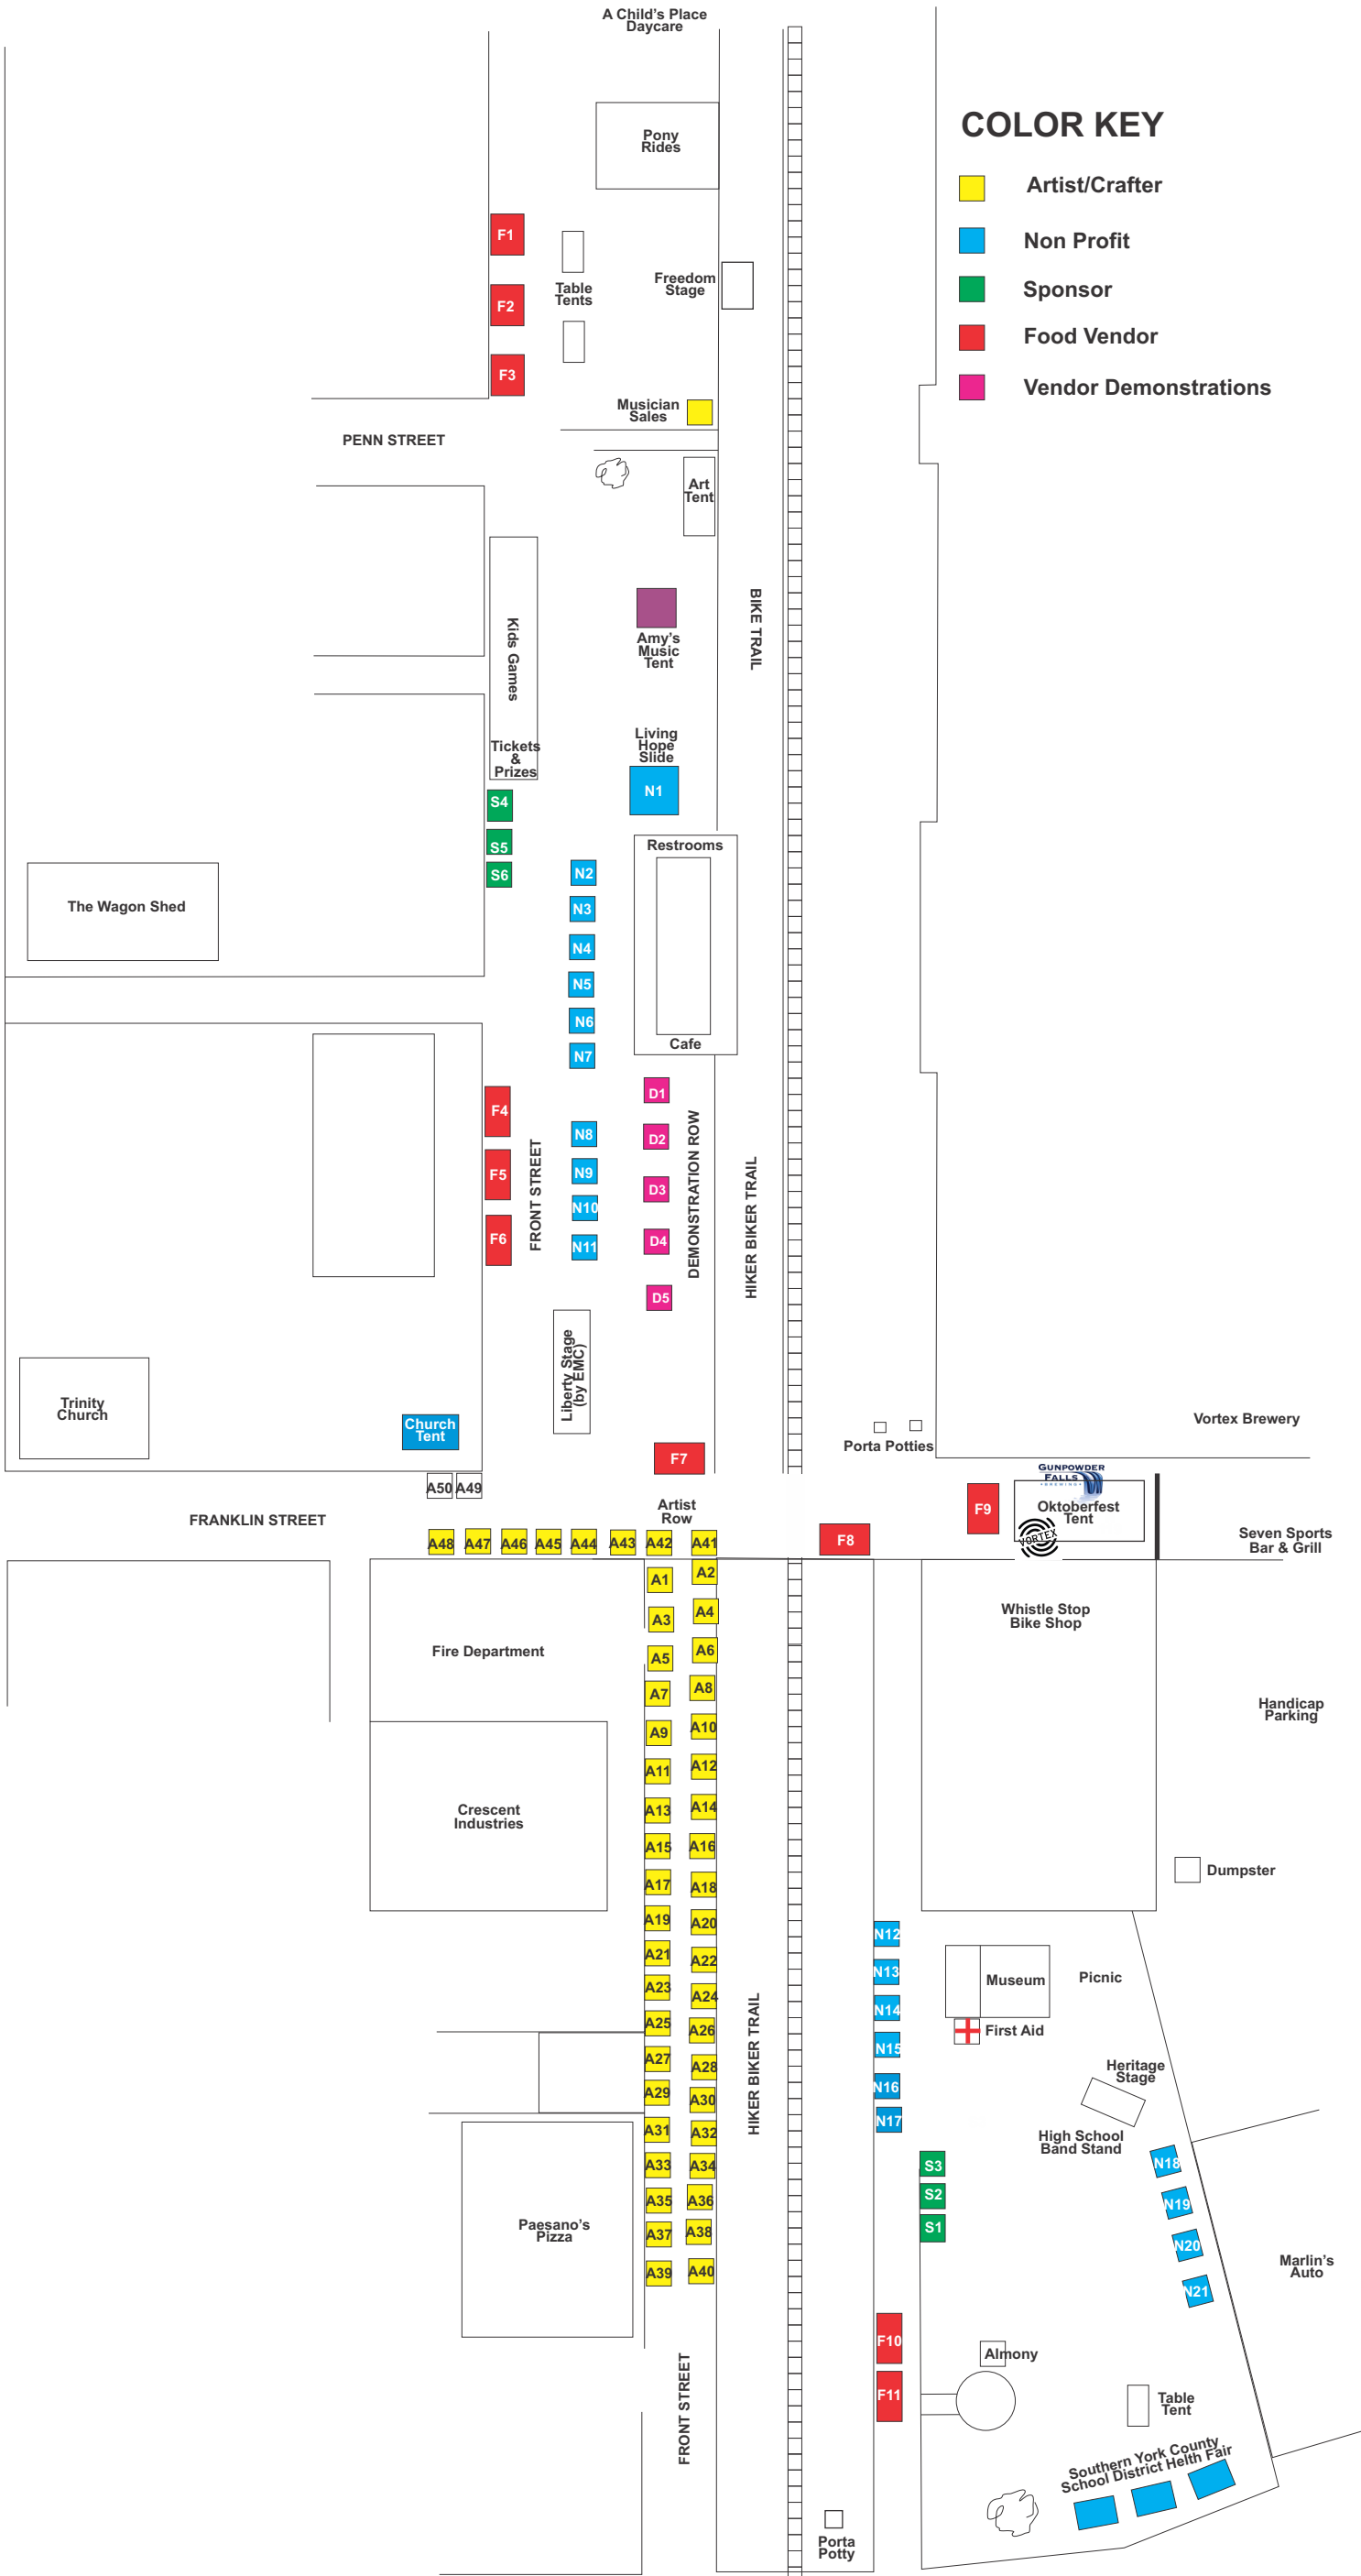 A Child's Place
Daycare
COLOR KEY
Artist/Crafter
Non Profit
Sponsor
Food Vendor
Vendor Demonstrations
Pony
Rides
F1
F2
F3
Table
Tents
Freedom
Stage
Musician
Sales
PENN STREET
Art
Tent
Kids Games
Amy's
Music
Tent
BIKE TRAIL
Tickets
&
Prizes
Living
Hope
Slide
N1
S4
S5
S6
Restrooms
Cafe
The Wagon Shed
N2
N3
N4
N5
N6
N7
F4
F5
F6
FRONT STREET
N8
N9
N10
N11
D1
D2
D3
D4
D5
DEMONSTRATION ROW
HIKER BIKER TRAIL
Liberty Stage
(by EMC)
Trinity
Church
Church
Tent
F7
Porta Potties
Vortex Brewery
A50
A49
FRANKLIN STREET
Artist
Row
F8
F9
GUNPOWDER
FALLS
BREWING
Oktoberfest
Tent
VORTEX
Seven Sports
Bar & Grill
A48
A47
A46
A45
A44
A43
A42
A41
A1
A2
A3
A4
A5
A6
A7
A8
A9
A10
A11
A12
A13
A14
A15
A16
A17
A18
A19
A20
A21
A22
A23
A24
A25
A26
A27
A28
A29
A30
A31
A32
A33
A34
A35
A36
A37
A38
A39
A40
Fire Department
Crescent
Industries
Paesano's
Pizza
FRONT STREET
HIKER BIKER TRAIL
Whistle Stop
Bike Shop
Handicap
Parking
Dumpster
N12
N13
N14
N15
N16
N17
Museum
Picnic
First Aid
Heritage
Stage
High School
Band Stand
S3
S2
S1
N18
N19
N20
N21
Marlin's
Auto
F10
F11
Almony
Table
Tent
Southern York County
School District Helth Fair
Porta
Potty